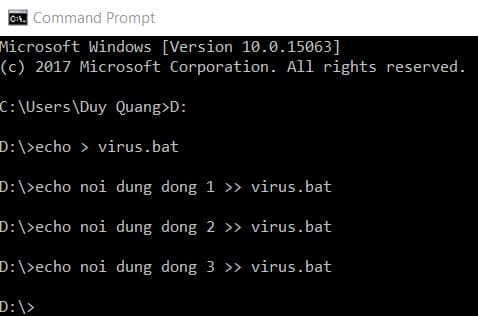 Command Prompt
Microsoft Windows [Version 10.0.15063]
(c) 2017 Microsoft Corporation. All rights reserved.
C:\Users\Duy Quang>D:
D:\>echo > virus.bat
D:\>echo noi dung dong 1 >> virus.bat
D:\>echo noi dung dong 2 >> virus.bat
D:\>echo noi dung dong 3 >> virus.bat
D:\>